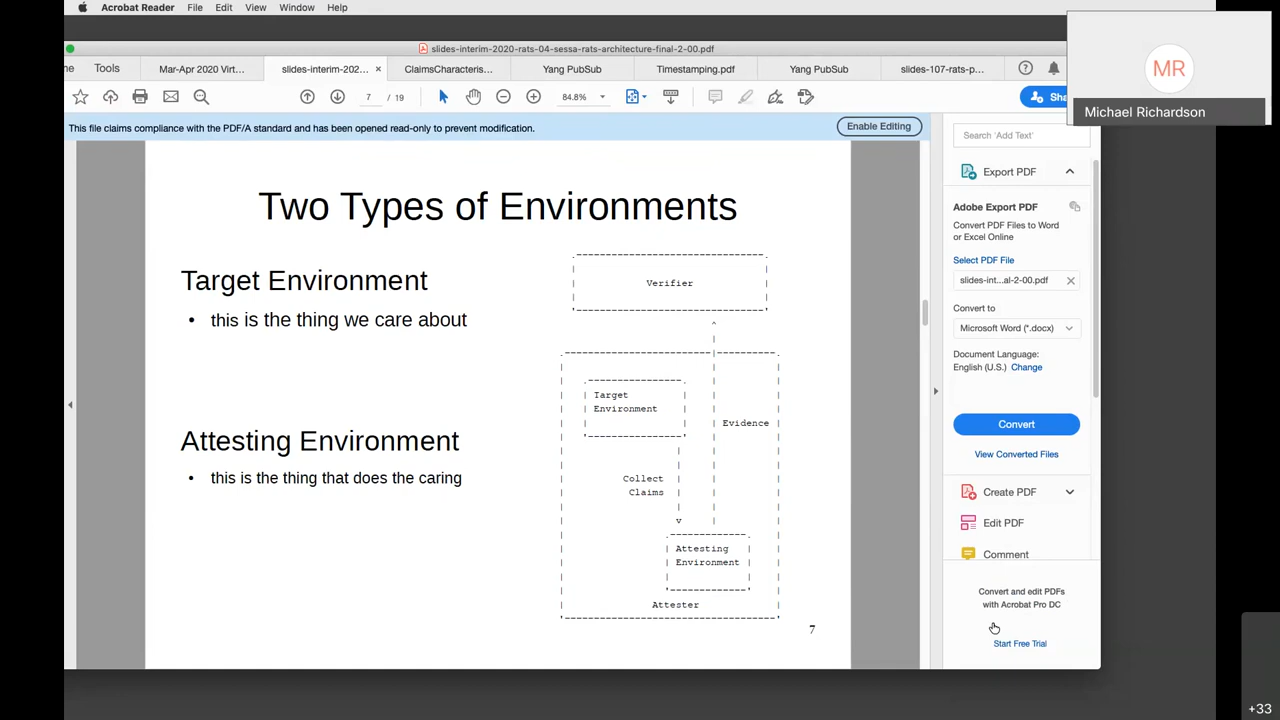 Acrobat Reader File Edit View Window Help
slides-interim-2020-rats-04-sessa-rats-architecture-final-2-00.pdf
me Tools Mar-Apr 2020 Virt... slides-interim-202... × ClaimsCharacteris... Yang PubSub Timestamping.pdf Yang PubSub slides-107-rats-p...
7 / 19 84.8% Sha
MR
Michael Richardson
This file claims compliance with the PDF/A standard and has been opened read-only to prevent modification.
Enable Editing
Two Types of Environments
Target Environment
• this is the thing we care about
Attesting Environment
• this is the thing that does the caring
Verifier
Target
Environment
Evidence
Collect
Claims
Attesting
Environment
Attester
7
Search 'Add Text'
Export PDF
Adobe Export PDF
Convert PDF Files to Word
or Excel Online
Select PDF File
slides-int...al-2-00.pdf
Convert to
Microsoft Word (*.docx)
Document Language:
English (U.S.) Change
Convert
View Converted Files
Create PDF
Edit PDF
Comment
Convert and edit PDFs
with Acrobat Pro DC
Start Free Trial
+33